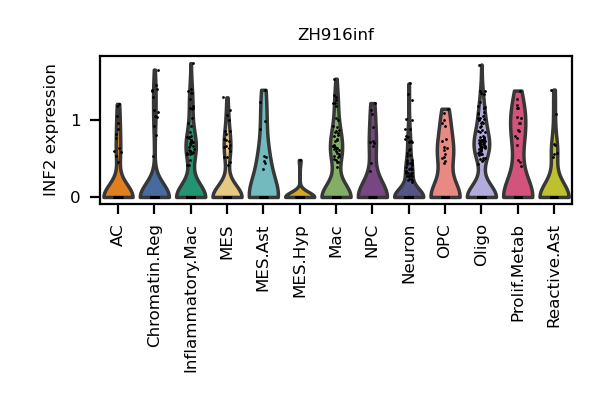 ZH916inf
INF2 expression
1
0
AC
Chromatin.Reg
Inflammatory.Mac
MES
MES.Ast
MES.Hyp
Mac
NPC
Neuron
OPC
Oligo
Prolif.Metab
Reactive.Ast